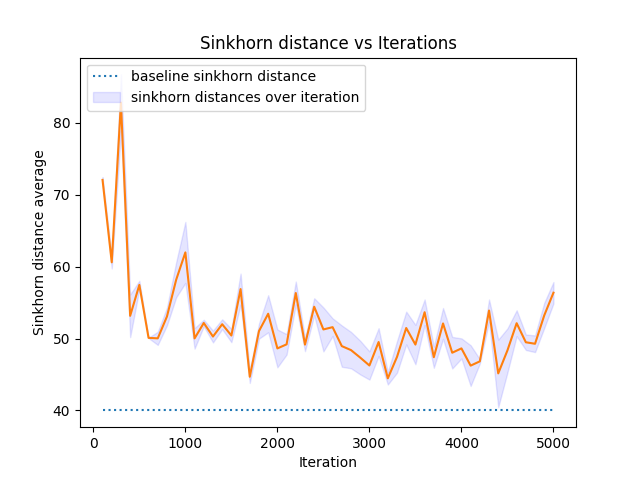 Sinkhorn distance vs Iterations
baseline sinkhorn distance
sinkhorn distances over iteration
Sinkhorn distance average
80
70
60
50
40
0
1000
2000
3000
4000
5000
Iteration